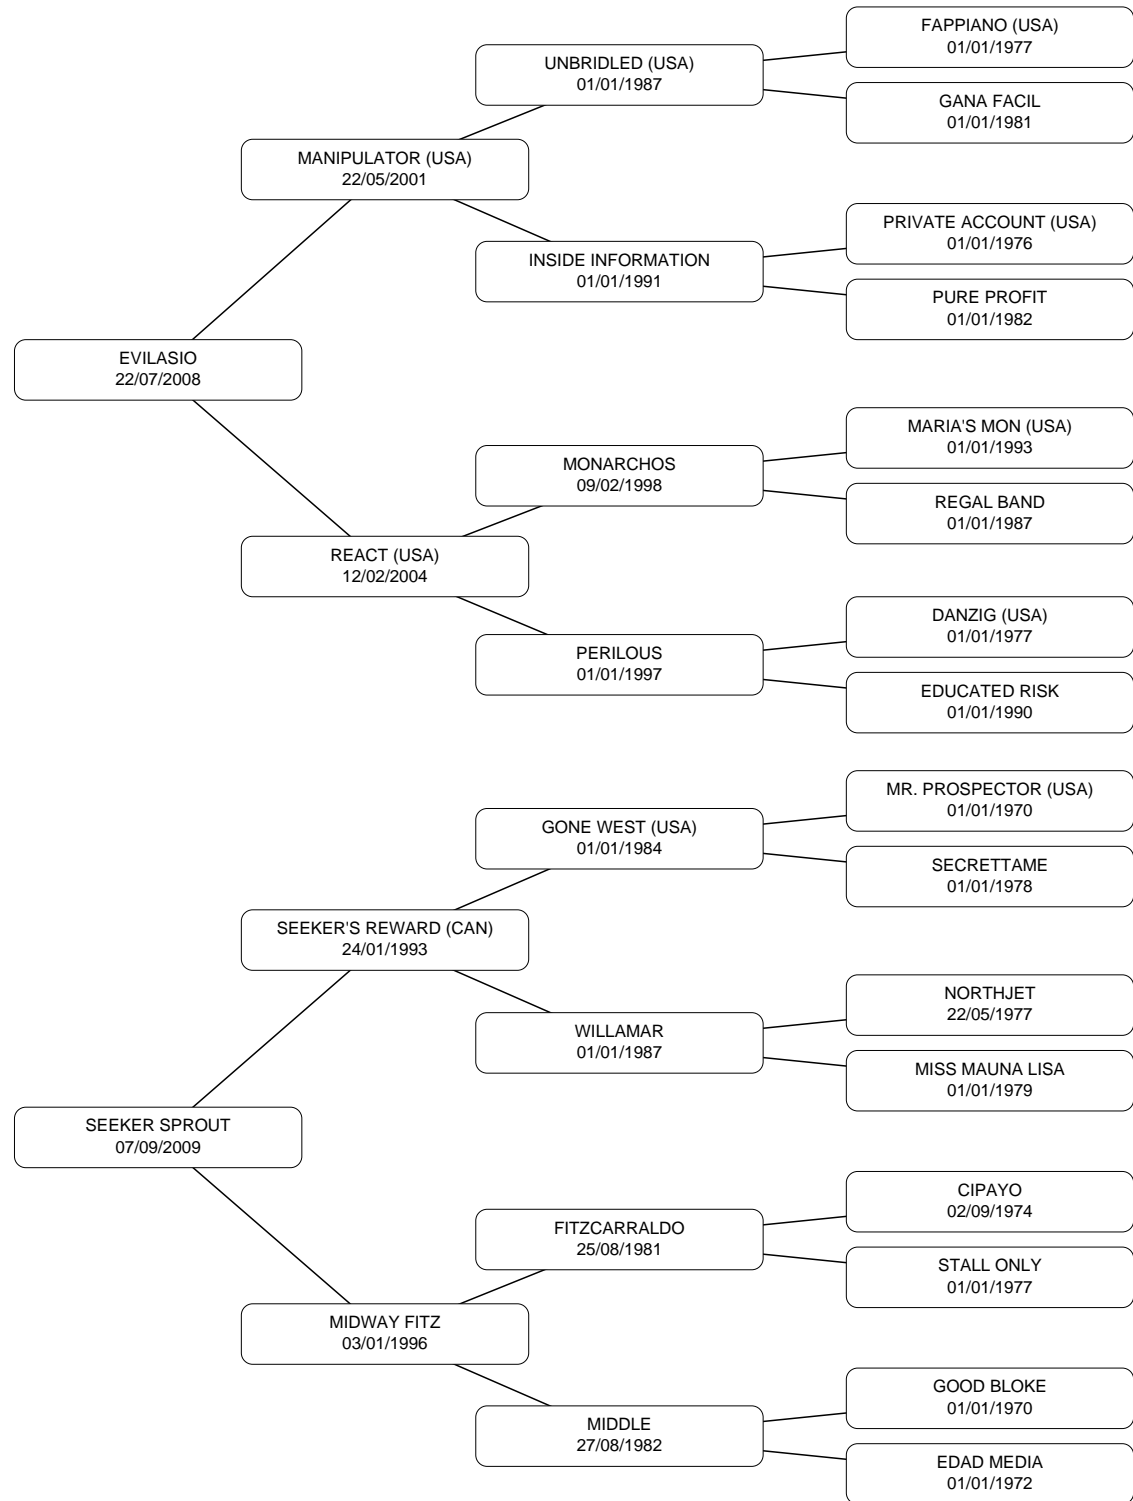 FAPPIANO (USA)
01/01/1977
UNBRIDLED (USA)
01/01/1987
GANA FACIL
01/01/1981
MANIPULATOR (USA)
22/05/2001
PRIVATE ACCOUNT (USA)
01/01/1976
INSIDE INFORMATION
01/01/1991
PURE PROFIT
01/01/1982
EVILASIO
22/07/2008
MARIA'S MON (USA)
01/01/1993
MONARCHOS
09/02/1998
REGAL BAND
01/01/1987
REACT (USA)
12/02/2004
DANZIG (USA)
01/01/1977
PERILOUS
01/01/1997
EDUCATED RISK
01/01/1990
MR. PROSPECTOR (USA)
01/01/1970
GONE WEST (USA)
01/01/1984
SECRETTAME
01/01/1978
SEEKER'S REWARD (CAN)
24/01/1993
NORTHJET
22/05/1977
WILLAMAR
01/01/1987
MISS MAUNA LISA
01/01/1979
SEEKER SPROUT
07/09/2009
CIPAYO
02/09/1974
FITZCARRALDO
25/08/1981
STALL ONLY
01/01/1977
MIDWAY FITZ
03/01/1996
GOOD BLOKE
01/01/1970
MIDDLE
27/08/1982
EDAD MEDIA
01/01/1972